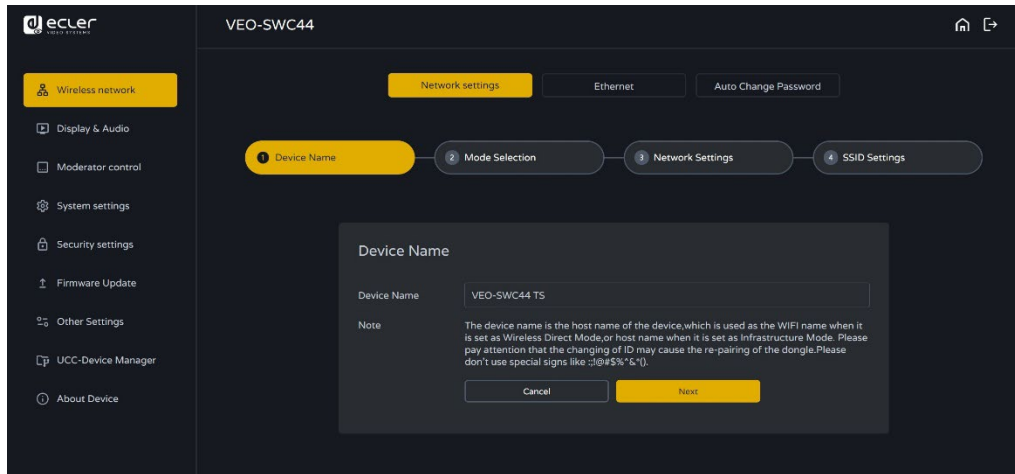 ecler
VIDEO SYSTEMS
VEO-SWC44
Wireless network
Display & Audio
Moderator control
System settings
Security settings
Firmware Update
Other Settings
UCC-Device Manager
About Device
Network settings
Ethernet
Auto Change Password
1 Device Name
2 Mode Selection
3 Network Settings
4 SSID Settings
Device Name
Device Name
VEO-SWC44 TS
Note
The device name is the host name of the device,which is used as the WIFI name when it
is set as Wireless Direct Mode,or host name when it is set as Infrastructure Mode. Please
pay attention that the changing of ID may cause the re-pairing of the dongle.Please
don't use special signs like :;!@#$%^&*().
Cancel
Next